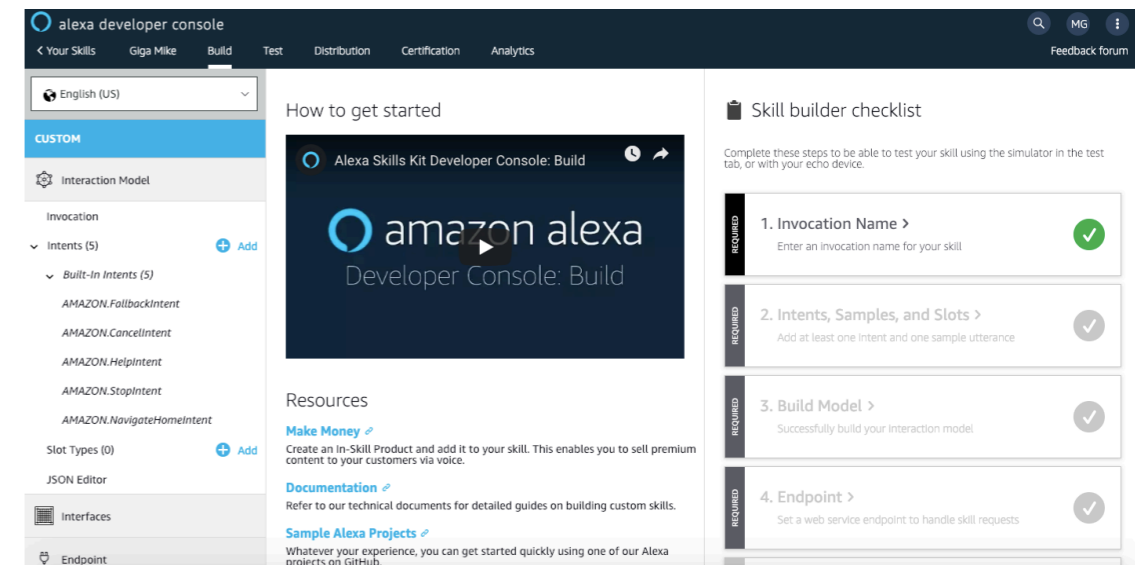 alexa developer console
MG
Your Skills Giga Mike Build Test Distribution Certification Analytics Feedback forum
English (US)
CUSTOM
Interaction Model
Invocation
Intents (5) Add
Built-In Intents (5)
AMAZON.FallbackIntent
AMAZON.CancelIntent
AMAZON.HelpIntent
AMAZON.StopIntent
AMAZON.NavigateHomeIntent
Slot Types (0) Add
JSON Editor
Interfaces
Endpoint
How to get started
Alexa Skills Kit Developer Console: Build
amazon alexa
Developer Console: Build
Resources
Make Money
Create an In-Skill Product and add it to your skill. This enables you to sell premium
content to your customers via voice.
Documentation
Refer to our technical documents for detailed guides on building custom skills.
Sample Alexa Projects
Whatever your experience, you can get started quickly using one of our Alexa
projects on GitHub.
Skill builder checklist
Complete these steps to be able to test your skill using the simulator in the test
tab, or with your echo device.
REQUIRED
1. Invocation Name >
Enter an invocation name for your skill
REQUIRED
2. Intents, Samples, and Slots >
Add at least one intent and one sample utterance
REQUIRED
3. Build Model >
Successfully build your interaction model
REQUIRED
4. Endpoint >
Set a web service endpoint to handle skill requests